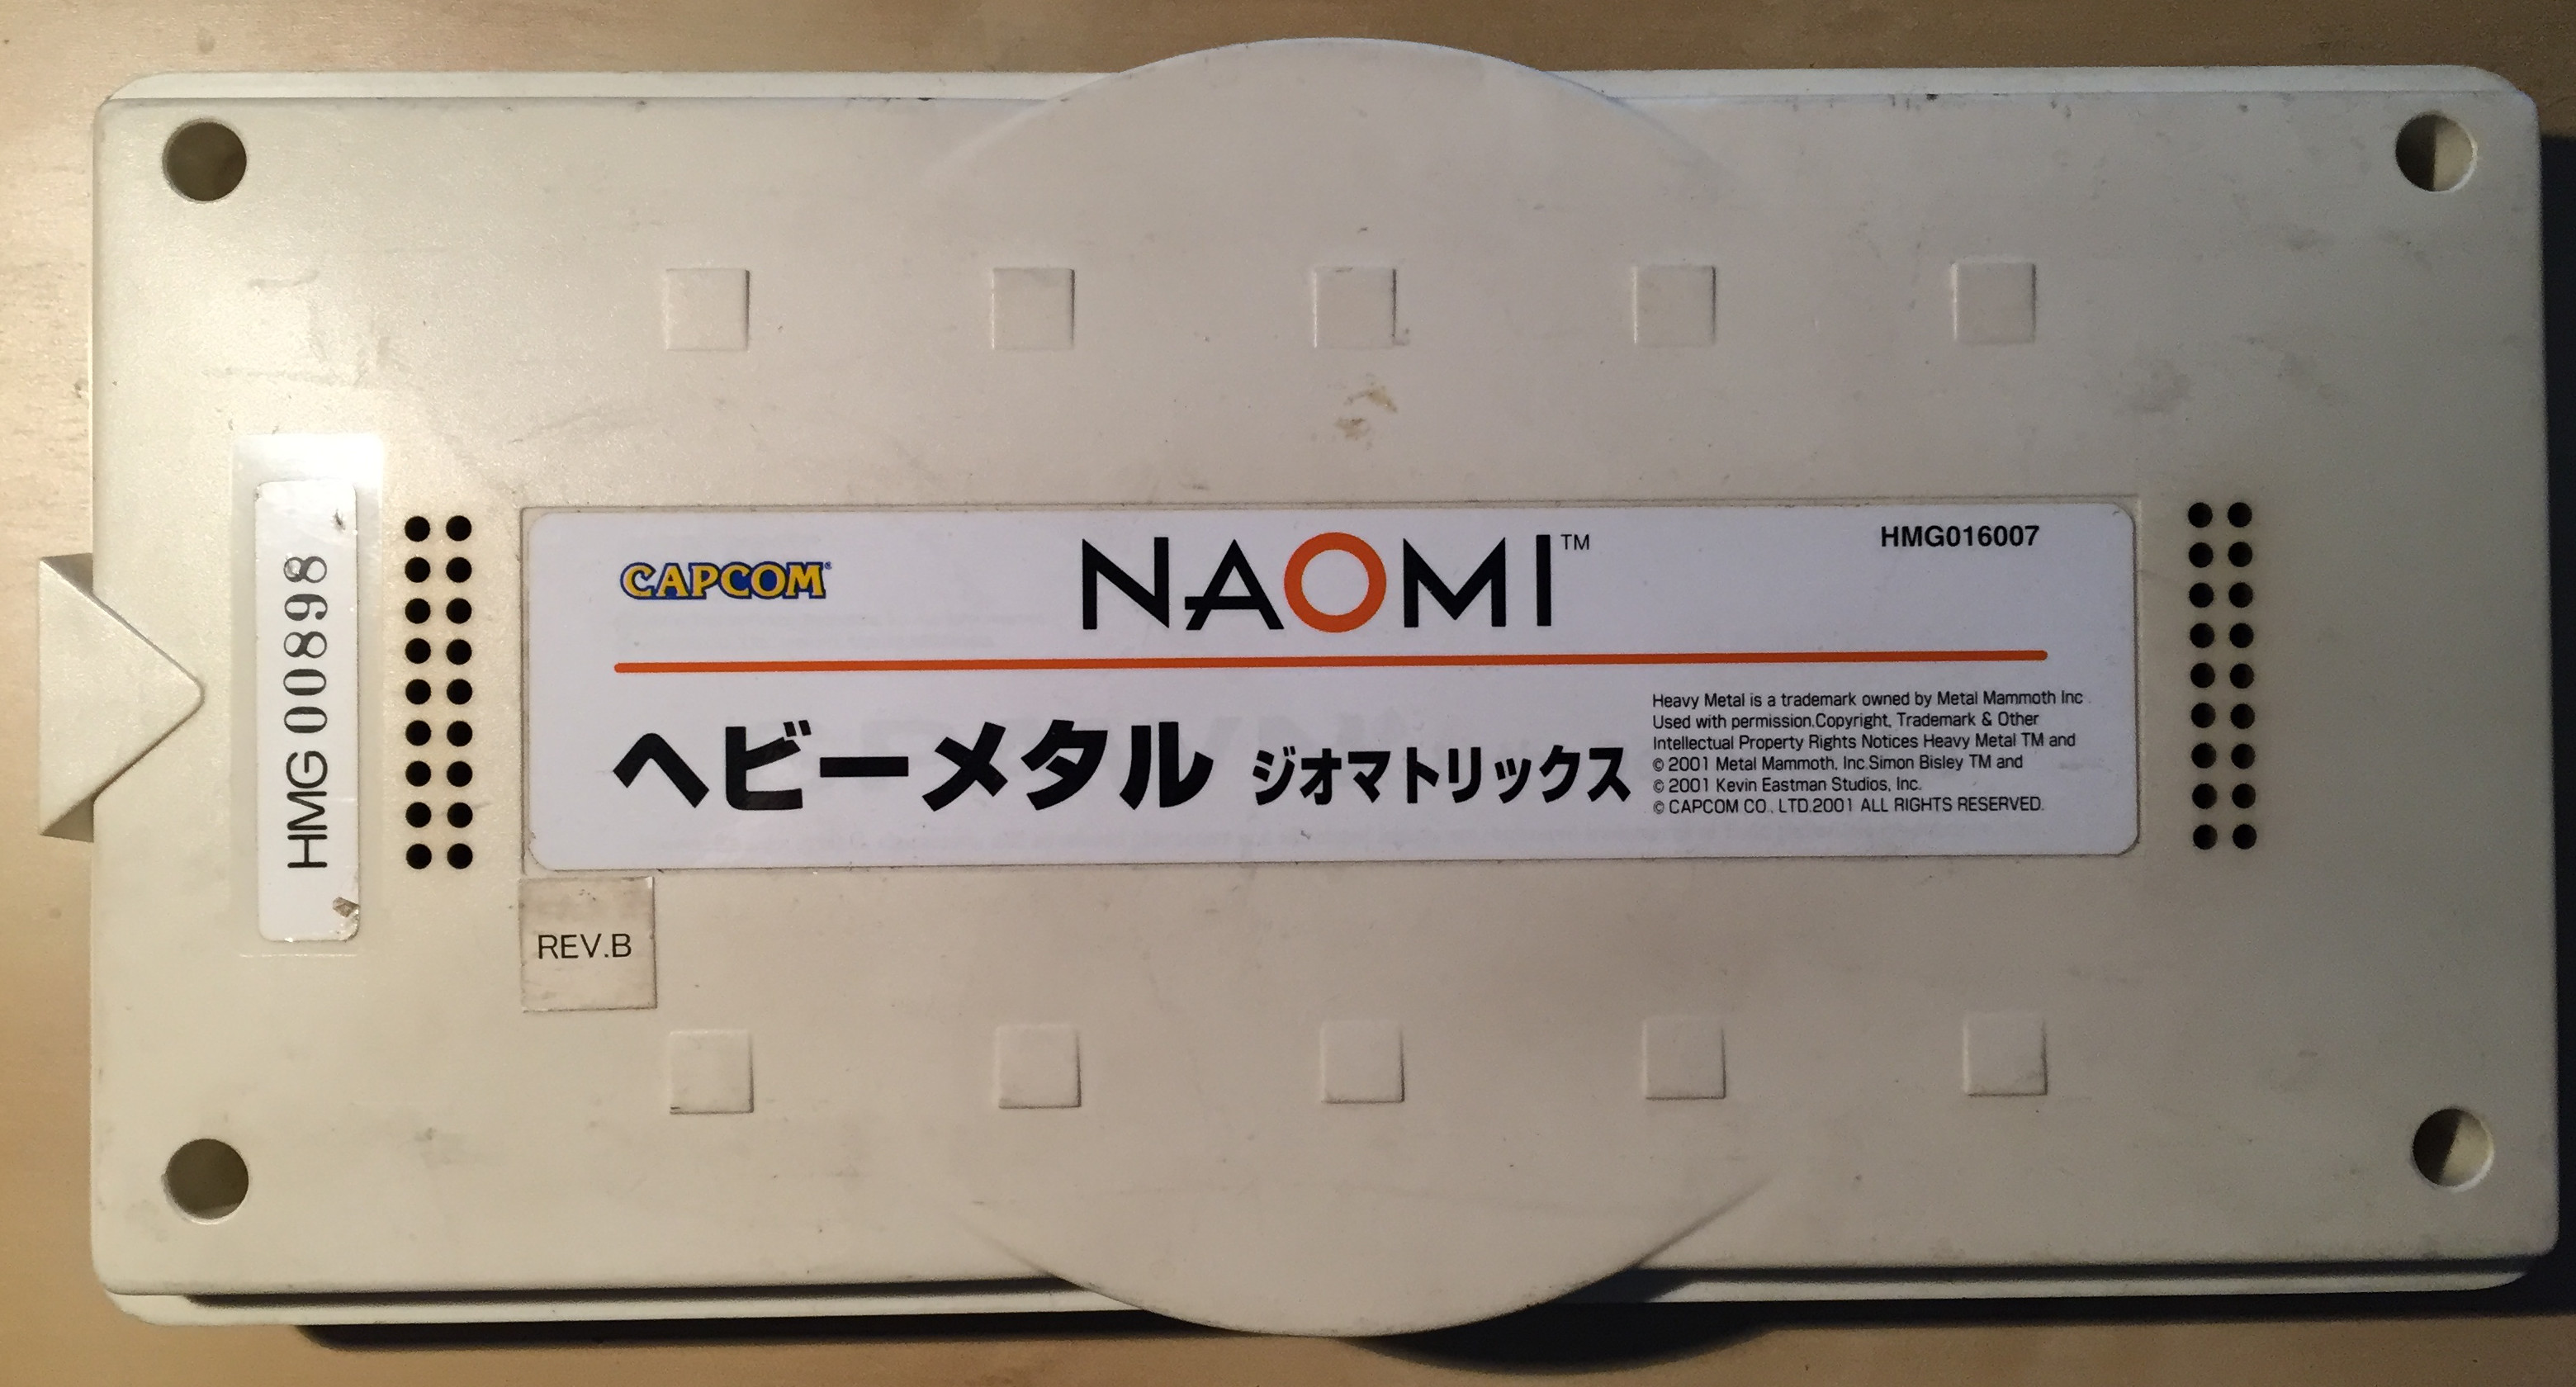 HMG 00898
CAPCOM®
NAOMI™
HMG016007
ヘビーメタル ジオマトリックス
Heavy Metal is a trademark owned by Metal Mammoth Inc
Used with permission.Copyright, Trademark & Other
Intellectual Property Rights Notices Heavy Metal TM and
© 2001 Metal Mammoth, Inc.Simon Bisley TM and
© 2001 Kevin Eastman Studios, Inc.
© CAPCOM CO., LTD.2001 ALL RIGHTS RESERVED.
REV.B